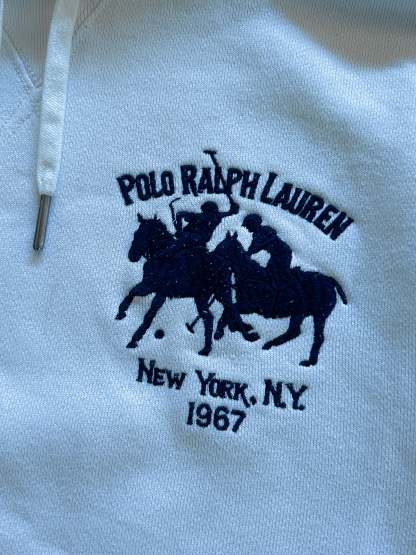 POLO RALPH LAUREN
NEW YORK, N.Y.
1967